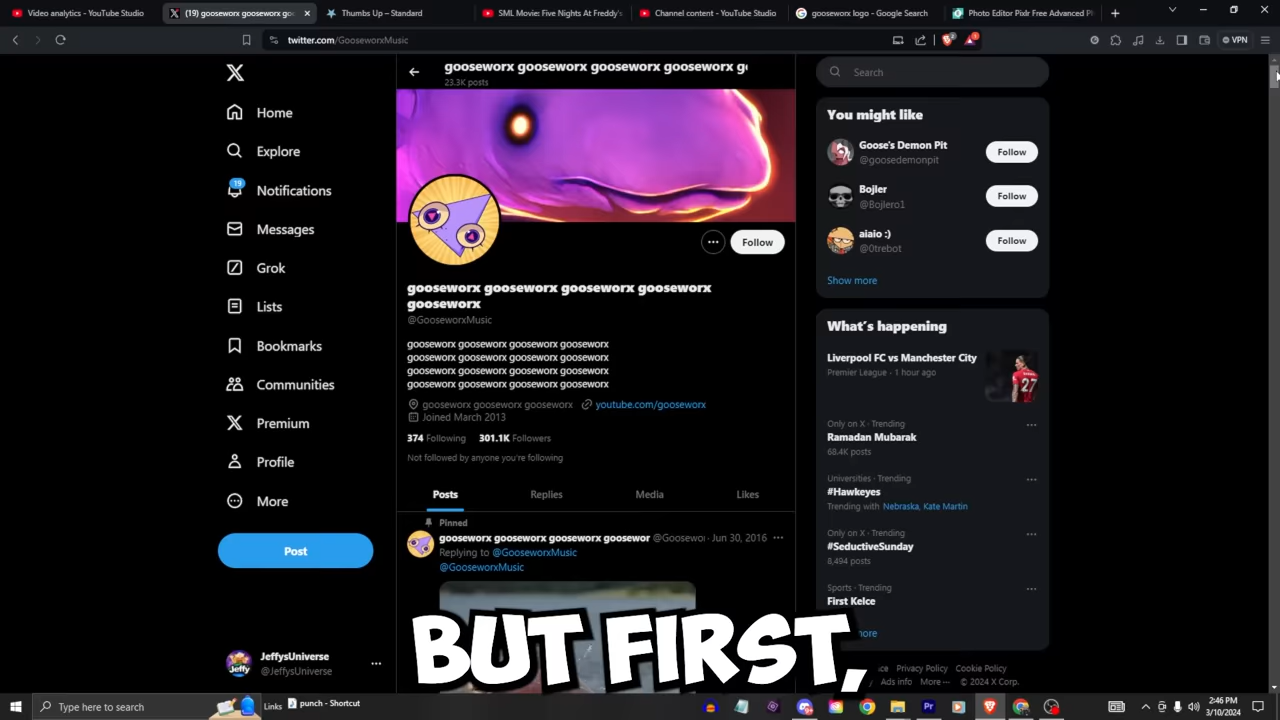 Video analytics - YouTube Studio
(19) gooseworx gooseworx goo
Thumbs Up – Standard
SML Movie: Five Nights At Freddy's
Channel content - YouTube Studio
gooseworx logo - Google Search
Photo Editor Pixlr Free Advanced P
twitter.com/GooseworxMusic
VPN
gooseworx gooseworx gooseworx gooseworx g
23.3K posts
Search
Home
Explore
19
Notifications
Messages
Grok
Lists
Bookmarks
Communities
Premium
Profile
More
Post
JeffysUniverse
@JeffysUniverse
Follow
gooseworx gooseworx gooseworx gooseworx
gooseworx
@GooseworxMusic
gooseworx gooseworx gooseworx gooseworx
gooseworx gooseworx gooseworx gooseworx
gooseworx gooseworx gooseworx gooseworx
gooseworx gooseworx gooseworx gooseworx
gooseworx gooseworx gooseworx youtube.com/gooseworx
Joined March 2013
374 Following 301.1K Followers
Not followed by anyone you're following
Posts Replies Media Likes
Pinned
gooseworx gooseworx gooseworx goosewor @Goosewo · Jun 30, 2016
Replying to @GooseworxMusic
@GooseworxMusic
You might like
Goose's Demon Pit
@goosedemonpit
Follow
Bojler
@Bojlero1
Follow
aiaio :)
@0trebot
Follow
Show more
What's happening
Liverpool FC vs Manchester City
Premier League · 1 hour ago
27
Only on X · Trending
Ramadan Mubarak
68.4K posts
Universities · Trending
#Hawkeyes
Trending with Nebraska, Kate Martin
Only on X · Trending
#SeductiveSunday
8,494 posts
Sports · Trending
First Kelce
more
Privacy Policy Cookie Policy
Ads info More ··· © 2024 X Corp.
BUT FIRST,
Type here to search
Links
punch - Shortcut
2:46 PM
3/10/2024